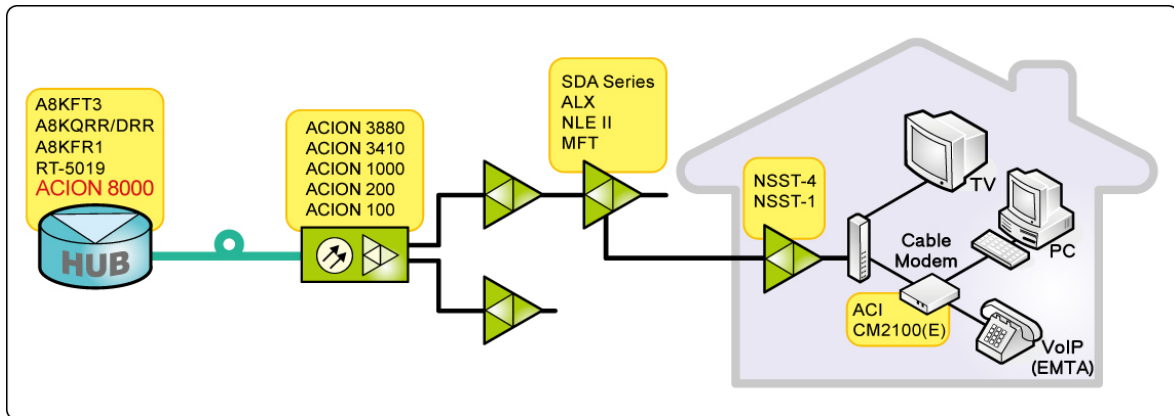 A8KFT3
A8KQRR/DRR
A8KFR1
RT-5019
ACION 8000
HUB
ACION 3880
ACION 3410
ACION 1000
ACION 200
ACION 100
SDA Series
ALX
NLE II
MFT
NSST-4
NSST-1
TV
PC
Cable
Modem
ACI
CM2100(E)
VoIP
(EMTA)